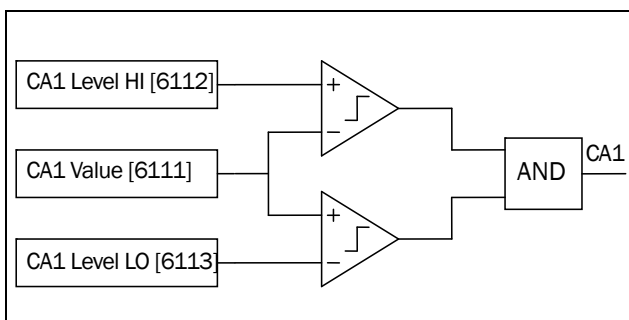 CA1 Level HI [6112]
+
−
CA1 Value [6111]
AND
CA1
+
−
CA1 Level LO [6113]